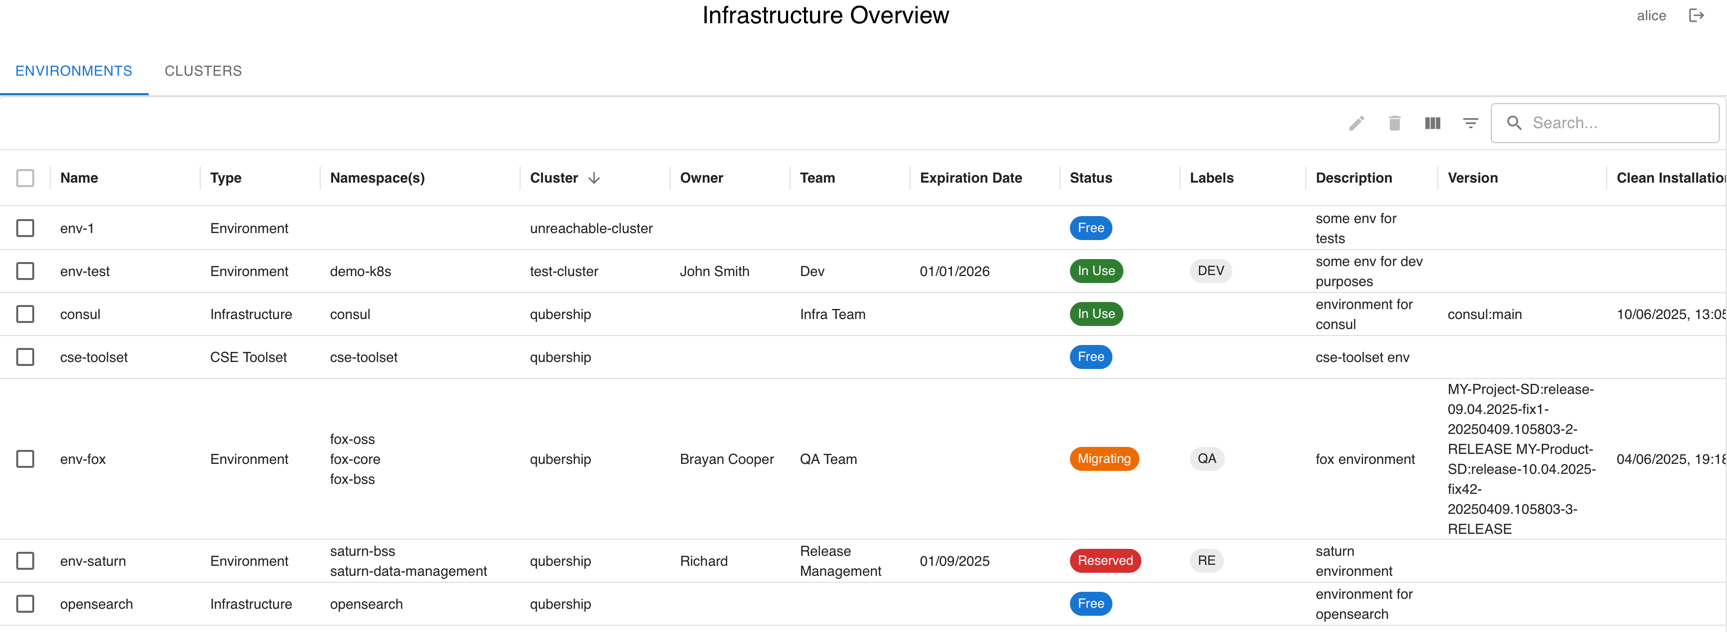 Infrastructure Overview
alice
ENVIRONMENTS CLUSTERS
Search...
Name Type Namespace(s) Cluster Owner Team Expiration Date Status Labels Description Version Clean Installation
env-1 Environment unreachable-cluster Free some env for
tests
env-test Environment demo-k8s test-cluster John Smith Dev 01/01/2026 In Use DEV some env for dev
purposes
consul Infrastructure consul qubership Infra Team In Use environment for
consul
consul:main 10/06/2025, 13:05
cse-toolset CSE Toolset cse-toolset qubership Free cse-toolset env
env-fox Environment
fox-oss
fox-core
fox-bss
qubership Brayan Cooper QA Team Migrating QA fox environment
MY-Project-SD:release-
09.04.2025-fix1-
20250409.105803-2-
RELEASE MY-Product-
SD:release-10.04.2025-
fix42-
20250409.105803-3-
RELEASE
04/06/2025, 19:18
env-saturn Environment
saturn-bss
saturn-data-management
qubership Richard
Release
Management
01/09/2025 Reserved RE
saturn
environment
opensearch Infrastructure opensearch qubership Free
environment for
opensearch